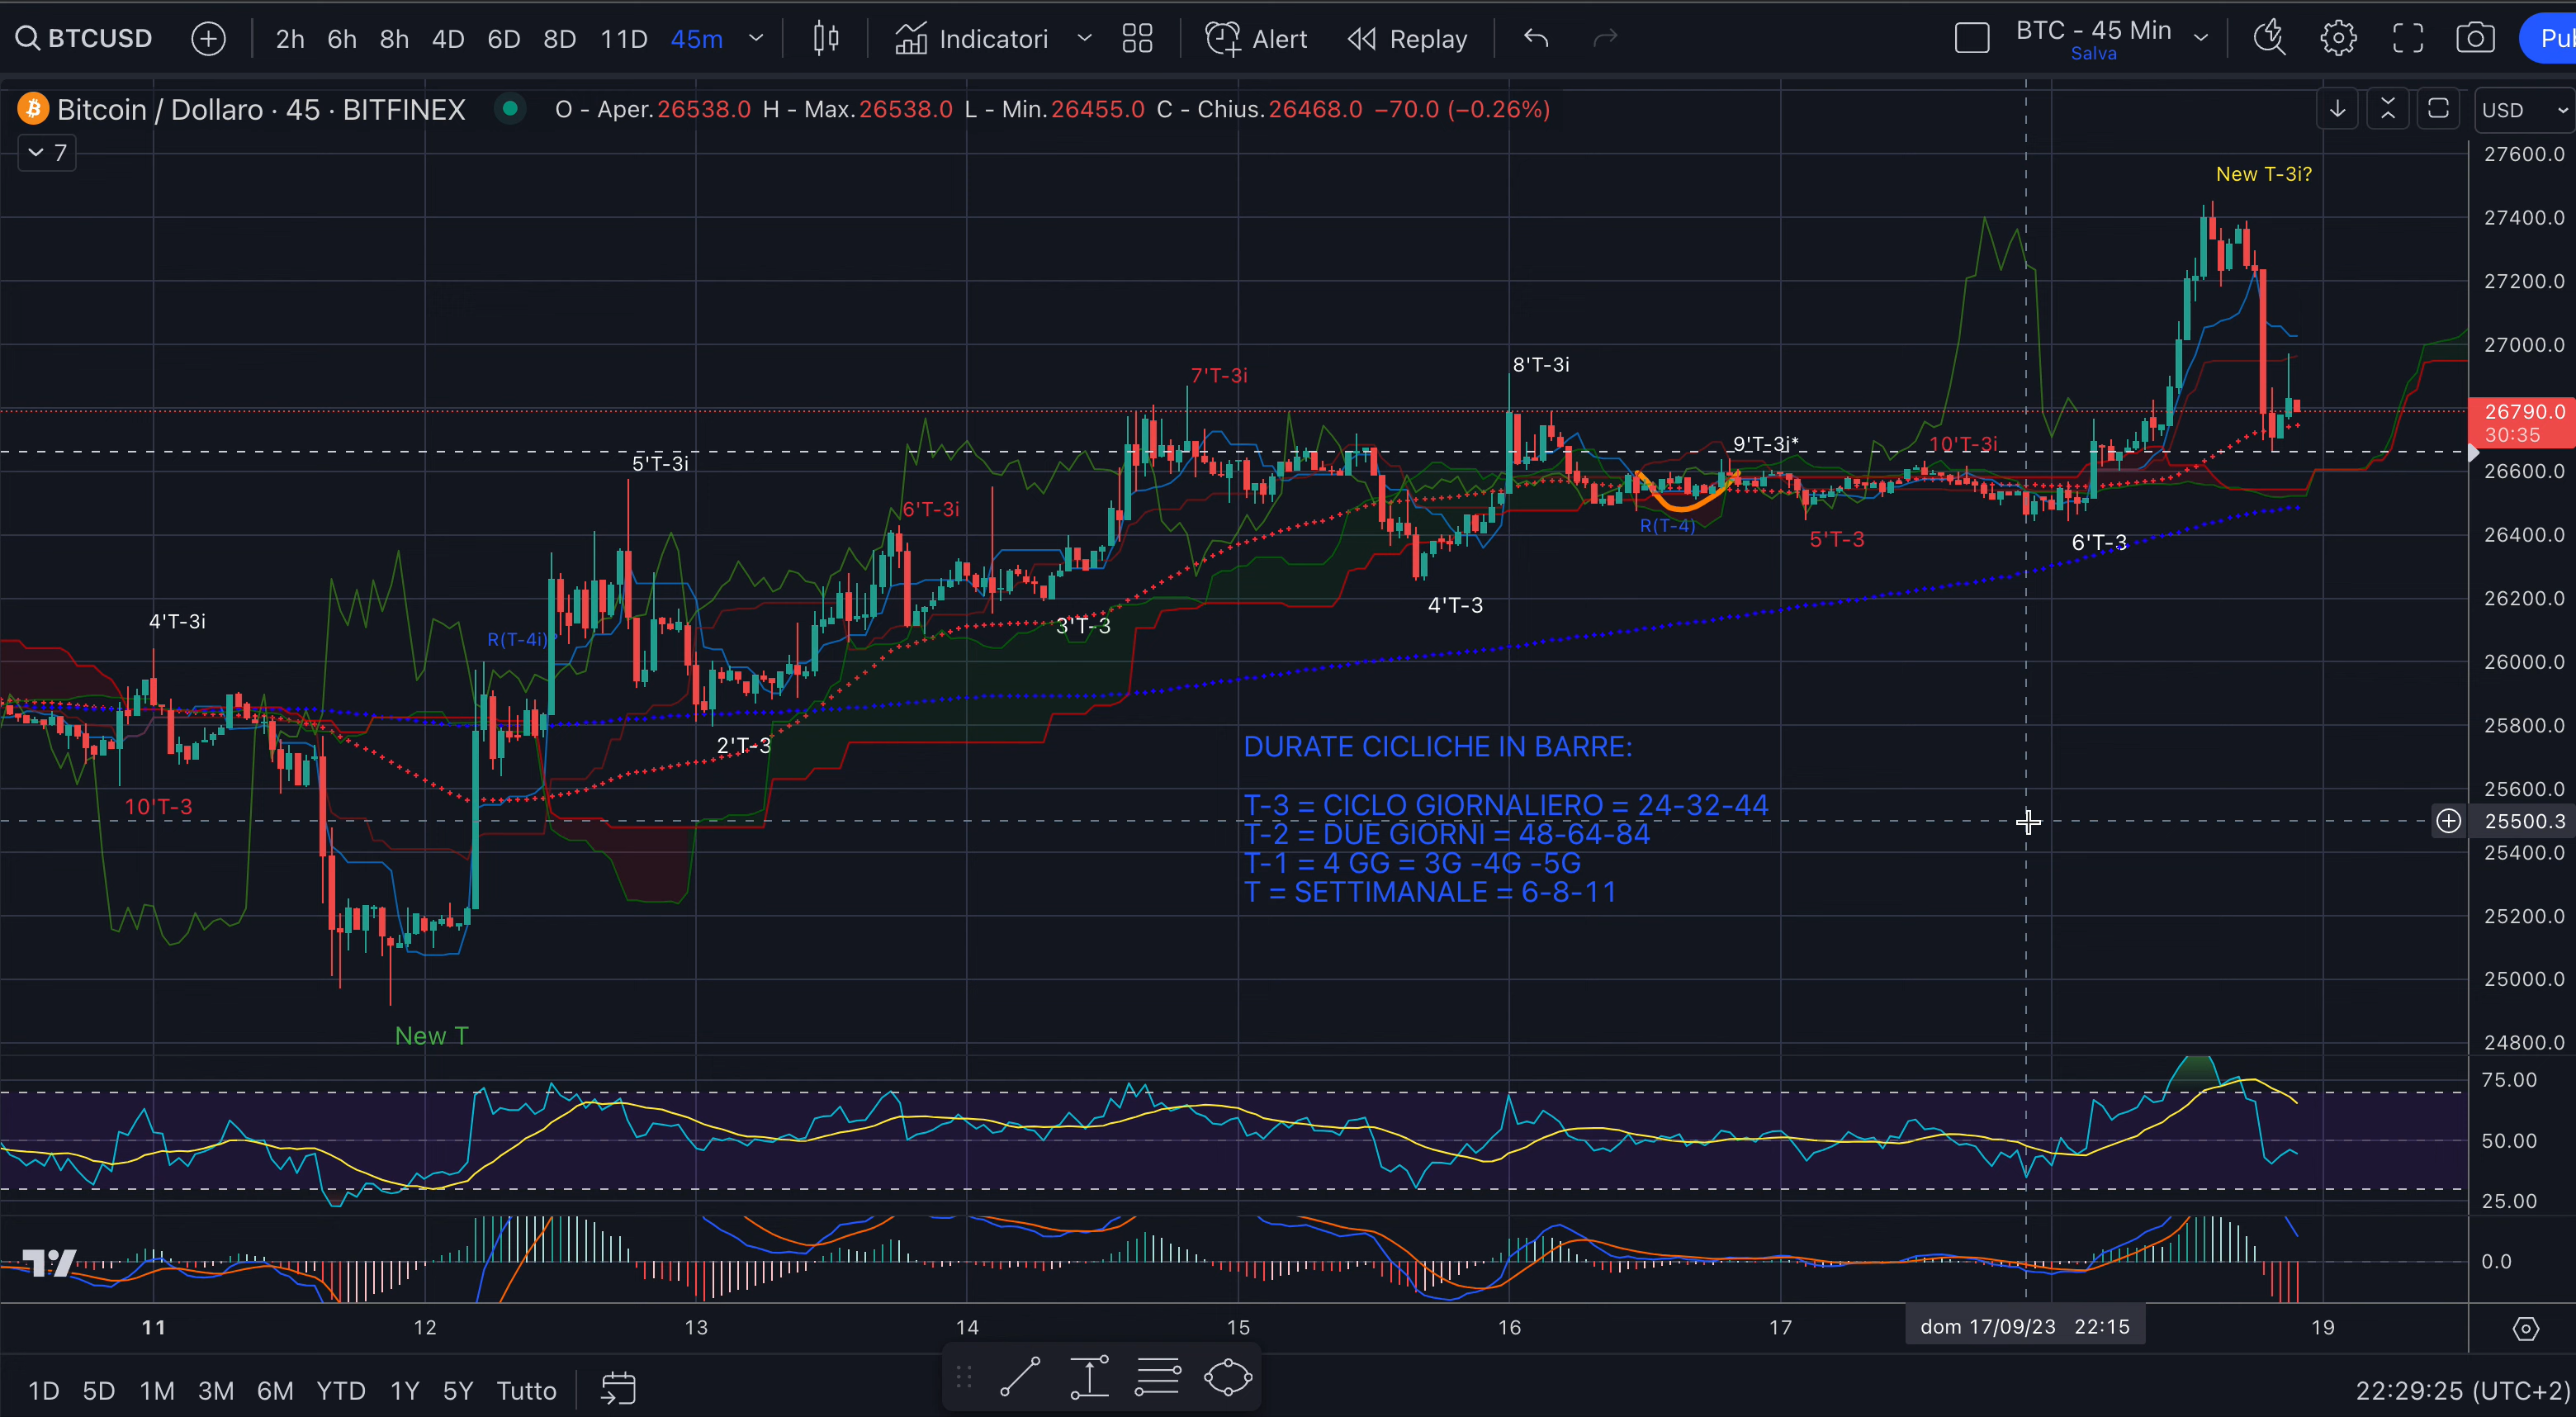 BTCUSD 2h 6h 8h 4D 6D 8D 11D 45m Indicatori Alert Replay BTC - 45 Min
Salva
Bitcoin / Dollaro · 45 · BITFINEX O - Aper.26538.0 H - Max.26538.0 L - Min.26455.0 C - Chius.26468.0 −70.0 (−0.26%) USD
7
27600.0
New T-3i?
27400.0
27200.0
27000.0
8'T-3i
7'T-3i
26790.0
30:35
9'T-3i*
10'T-3i
5'T-3i
26600.0
6'T-3i
R(T-4)
26400.0
5'T-3
6'T-3
26200.0
4'T-3
4'T-3i
3'T-3
R(T-4i)
26000.0
25800.0
2'T-3
DURATE CICLICHE IN BARRE:
25600.0
10'T-3
T-3 = CICLO GIORNALIERO = 24-32-44
25500.3
T-2 = DUE GIORNI = 48-64-84
25400.0
T-1 = 4 GG = 3G -4G -5G
T = SETTIMANALE = 6-8-11
25200.0
25000.0
New T
24800.0
75.00
50.00
25.00
0.0
11 12 13 14 15 16 17 dom 17/09/23 22:15 19
1D 5D 1M 3M 6M YTD 1Y 5Y Tutto 22:29:25 (UTC+2)